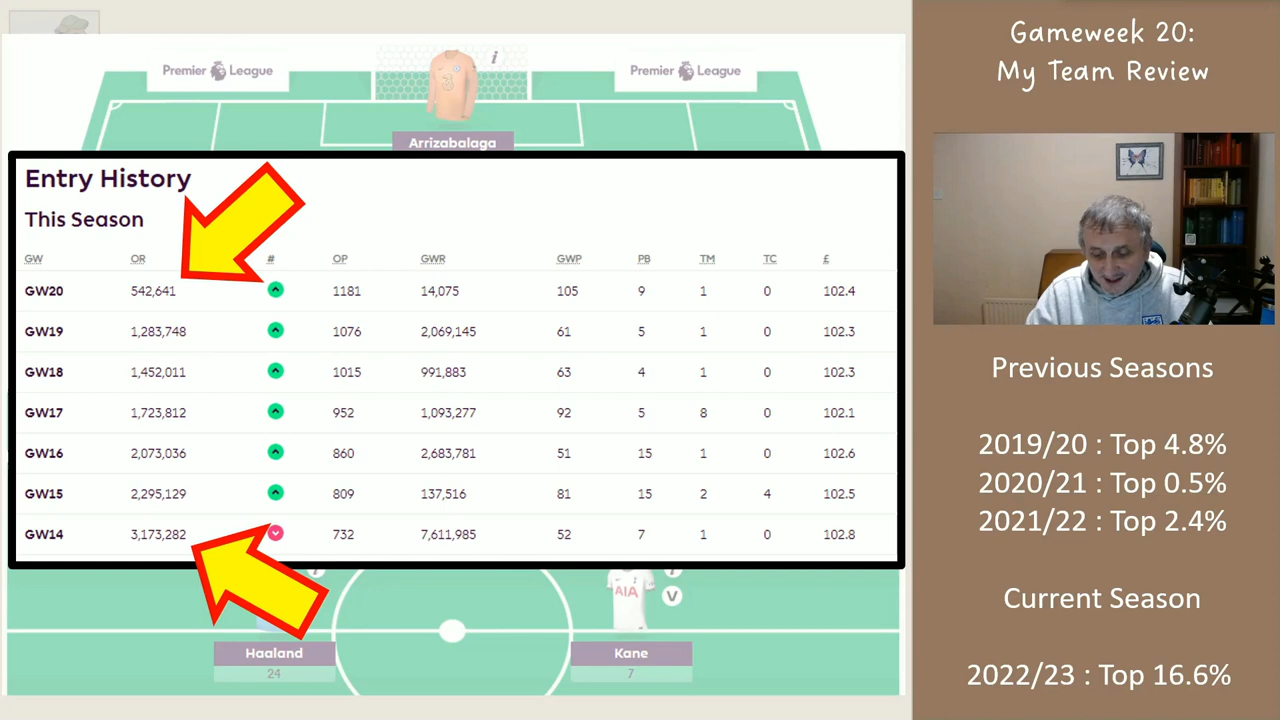 Gameweek 20:
My Team Review
Premier League
Premier League
i
Arrizabalaga
Entry History
This Season
GW OR # OP GWR GWP PB TM TC £
GW20 542,641 1181 14,075 105 9 1 0 102.4
GW19 1,283,748 1076 2,069,145 61 5 1 0 102.3
GW18 1,452,011 1015 991,883 63 4 1 0 102.3
GW17 1,723,812 952 1,093,277 92 5 8 0 102.1
GW16 2,073,036 860 2,683,781 51 15 1 0 102.6
GW15 2,295,129 809 137,516 81 15 2 4 102.5
GW14 3,173,282 732 7,611,985 52 7 1 0 102.8
AIA
V
Haaland
24
Kane
7
Previous Seasons
2019/20 : Top 4.8%
2020/21 : Top 0.5%
2021/22 : Top 2.4%
Current Season
2022/23 : Top 16.6%